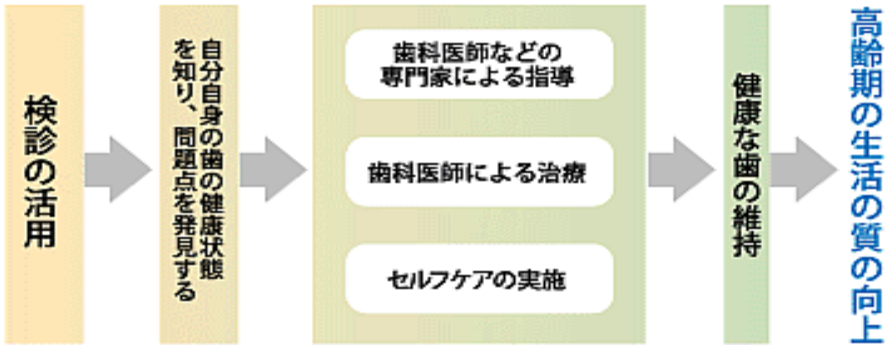 検診の活用
自分自身の歯の健康状態
を知り、問題点を発見する
歯科医師などの
専門家による指導
歯科医師による治療
セルフケアの実施
健康な歯の維持
高齢期の生活の質の向上